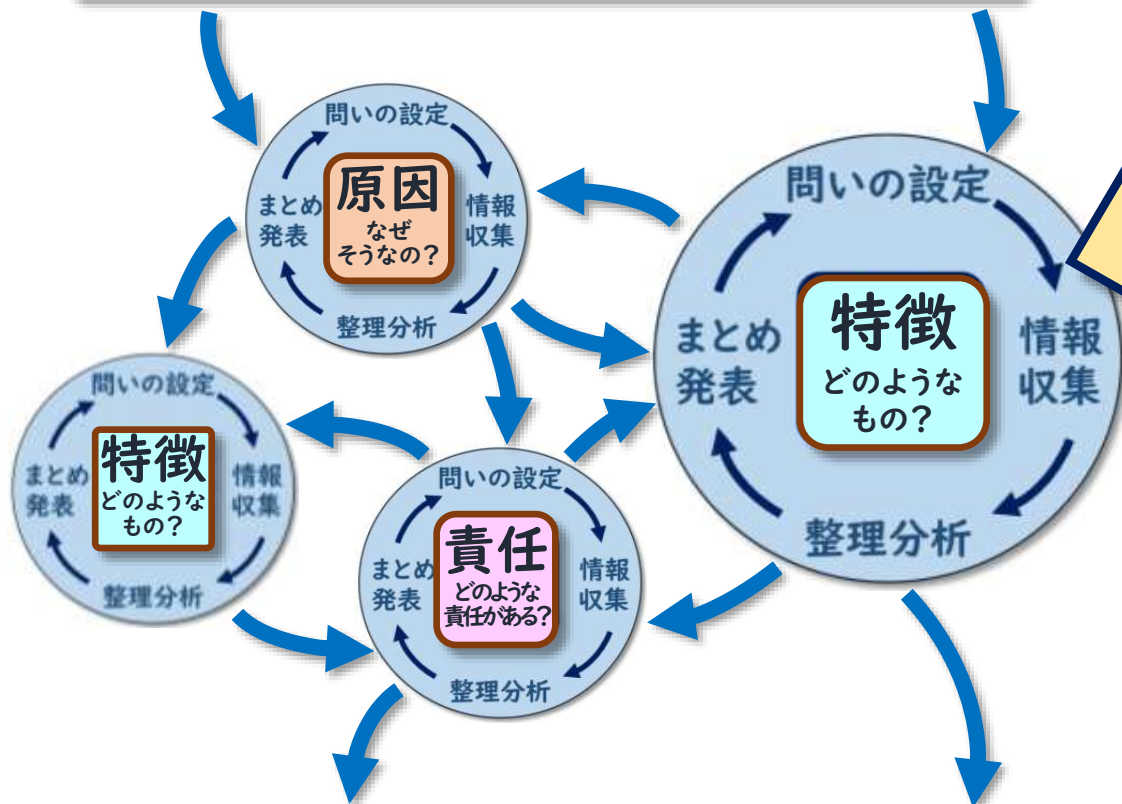 問いの設定
原因
なぜ
そうなの？
情報
収集
整理分析
まとめ
発表
問いの設定
特徴
どのような
もの？
情報
収集
整理分析
まとめ
発表
問いの設定
特徴
どのような
もの？
情報
収集
整理分析
まとめ
発表
問いの設定
責任
どのような
責任がある？
情報
収集
整理分析
まとめ
発表